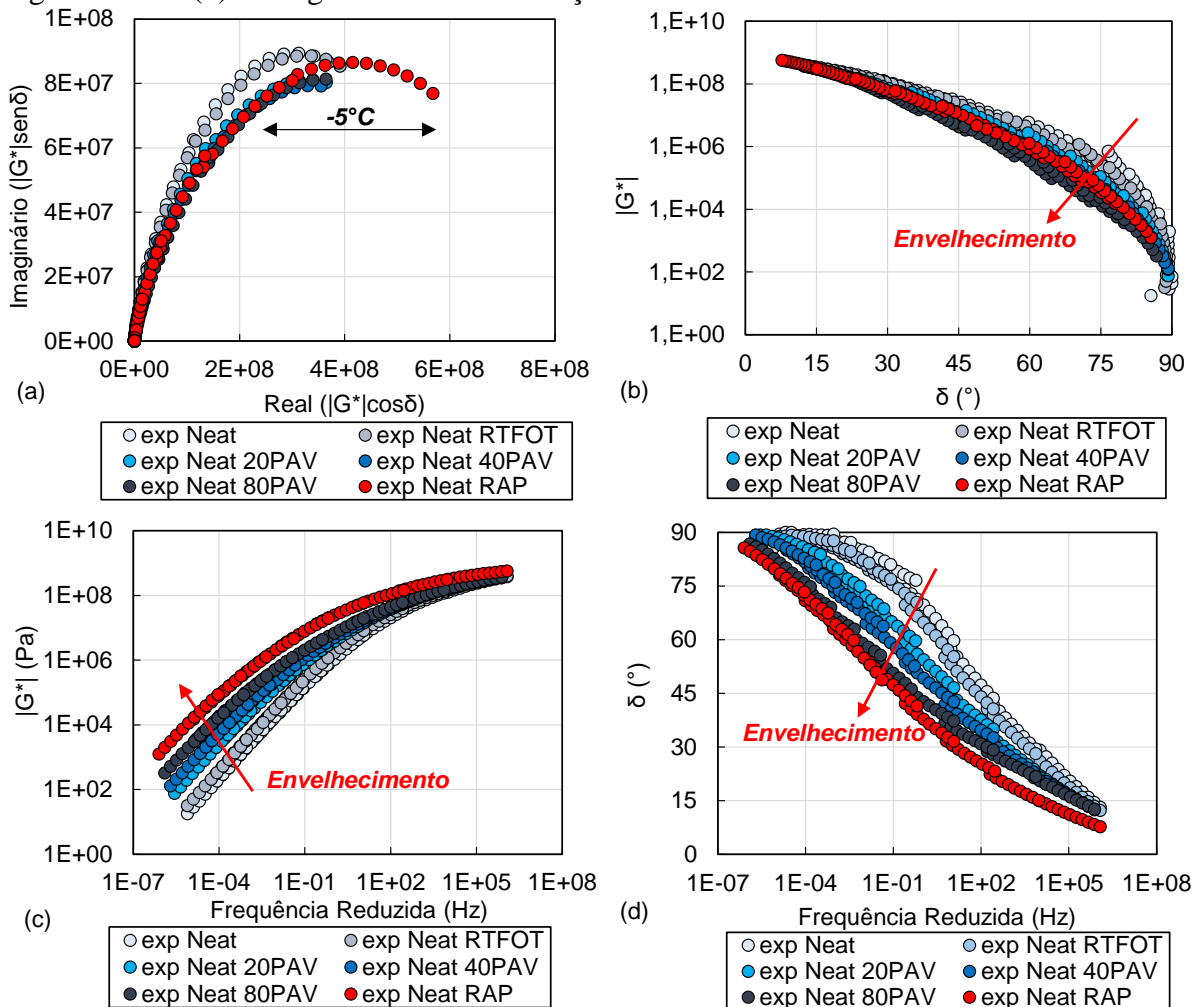 1E+08
8E+07
6E+07
4E+07
2E+07
0E+00
Imaginário (|G*|senδ)
-5°C
0E+00 2E+08 4E+08 6E+08 8E+08
(a)
Real (|G*|cosδ)
exp Neat exp Neat RTFOT
exp Neat 20PAV exp Neat 40PAV
exp Neat 80PAV exp Neat RAP
1,E+10
1,E+08
1,E+06
1,E+04
1,E+02
1,E+00
|G*|
Envelhecimento
0 15 30 45 60 75 90
(b)
δ (°)
exp Neat exp Neat RTFOT
exp Neat 20PAV exp Neat 40PAV
exp Neat 80PAV exp Neat RAP
1E+10
1E+08
1E+06
1E+04
1E+02
1E+00
|G*| (Pa)
Envelhecimento
1E-07 1E-04 1E-01 1E+02 1E+05 1E+08
(c)
Frequência Reduzida (Hz)
exp Neat exp Neat RTFOT
exp Neat 20PAV exp Neat 40PAV
exp Neat 80PAV exp Neat RAP
90
75
60
45
30
15
0
δ (°)
Envelhecimento
1E-07 1E-04 1E-01 1E+02 1E+05 1E+08
(d)
Frequência Reduzida (Hz)
exp Neat exp Neat RTFOT
exp Neat 20PAV exp Neat 40PAV
exp Neat 80PAV exp Neat RAP